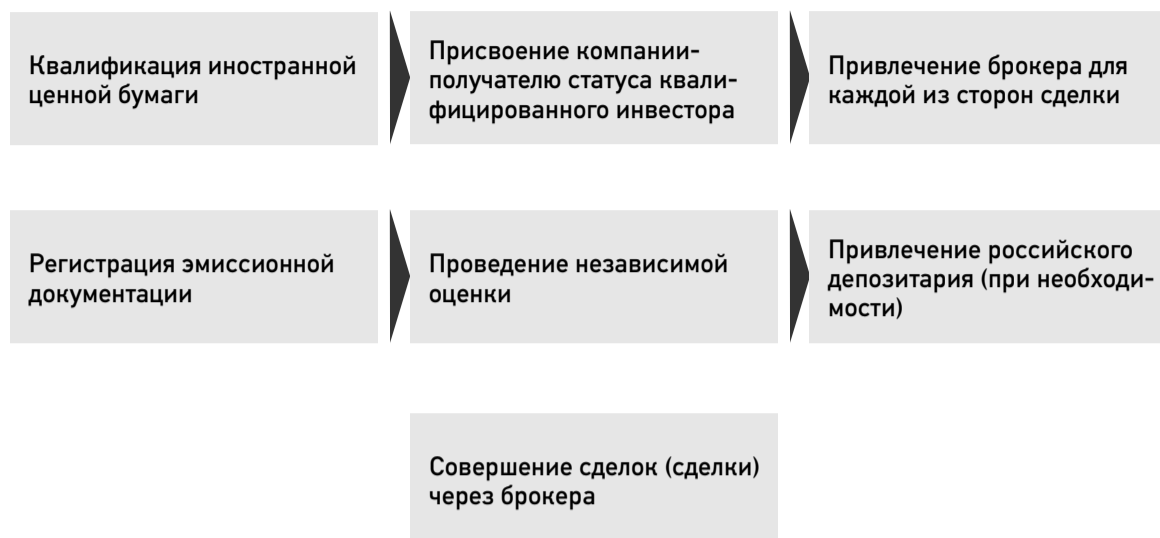 Квалификация иностранной
ценной бумаги
Присвоение компании-
получателю статуса квали-
фицированного инвестора
Привлечение брокера для
каждой из сторон сделки
Регистрация эмиссионной
документации
Проведение независимой
оценки
Привлечение российского
депозитария (при необходи-
мости)
Совершение сделок (сделки)
через брокера